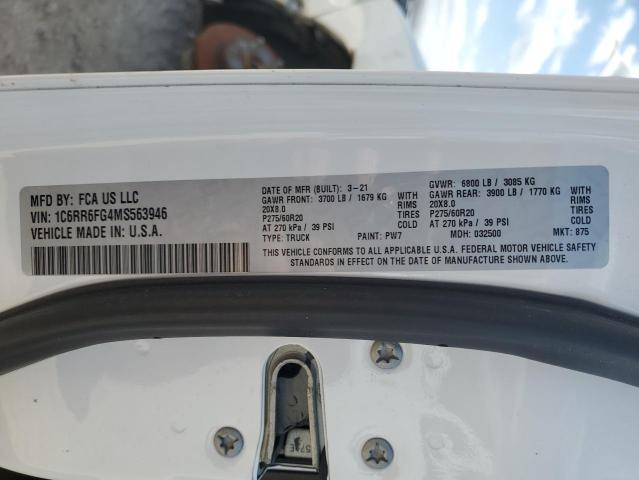 MFD BY: FCA US LLC
VIN: 1C6RR6FG4MS563946
VEHICLE MADE IN: U.S.A.
DATE OF MFR (BUILT): 3-21 GVWR: 6800 LB / 3085 KG
GAWR FRONT: 3700 LB / 1679 KG WITH GAWR REAR: 3900 LB / 1770 KG WITH
20X8.0 RIMS 20X8.0 RIMS
P275/60R20 TIRES P275/60R20 TIRES
AT 270 kPa / 39 PSI COLD AT 270 kPa / 39 PSI COLD
TYPE: TRUCK PAINT: PW7 MDH: 032500 MKT: 875
THIS VEHICLE CONFORMS TO ALL APPLICABLE U.S.A. FEDERAL MOTOR VEHICLE SAFETY
STANDARDS IN EFFECT ON THE DATE OF MANUFACTURE SHOWN ABOVE.